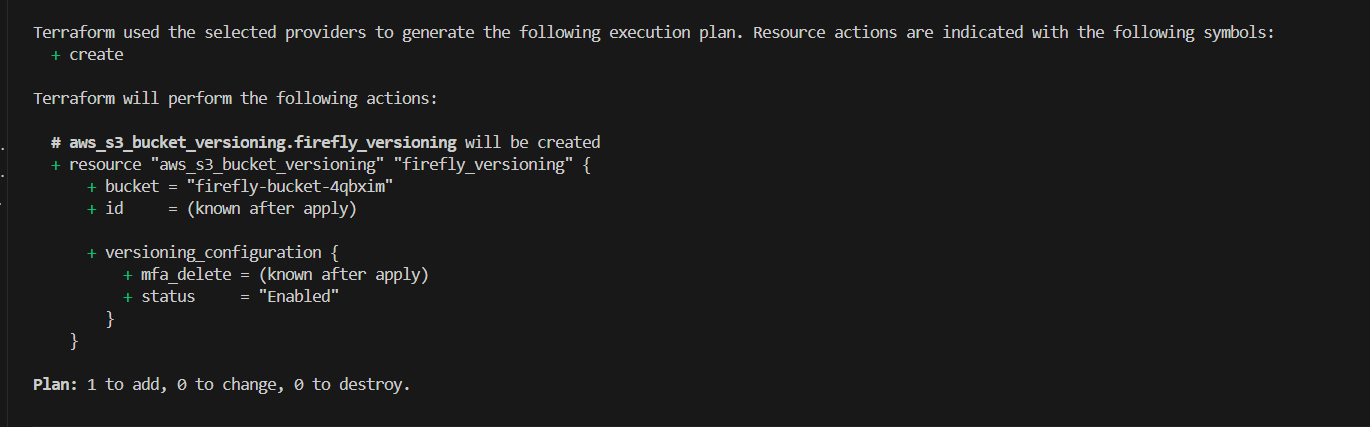 Terraform used the selected providers to generate the following execution plan. Resource actions are indicated with the following symbols:
  + create

Terraform will perform the following actions:

  # aws_s3_bucket_versioning.firefly_versioning will be created
  + resource "aws_s3_bucket_versioning" "firefly_versioning" {
      + bucket = "firefly-bucket-4qbxim"
      + id     = (known after apply)

      + versioning_configuration {
          + mfa_delete = (known after apply)
          + status     = "Enabled"
        }
    }

Plan: 1 to add, 0 to change, 0 to destroy.